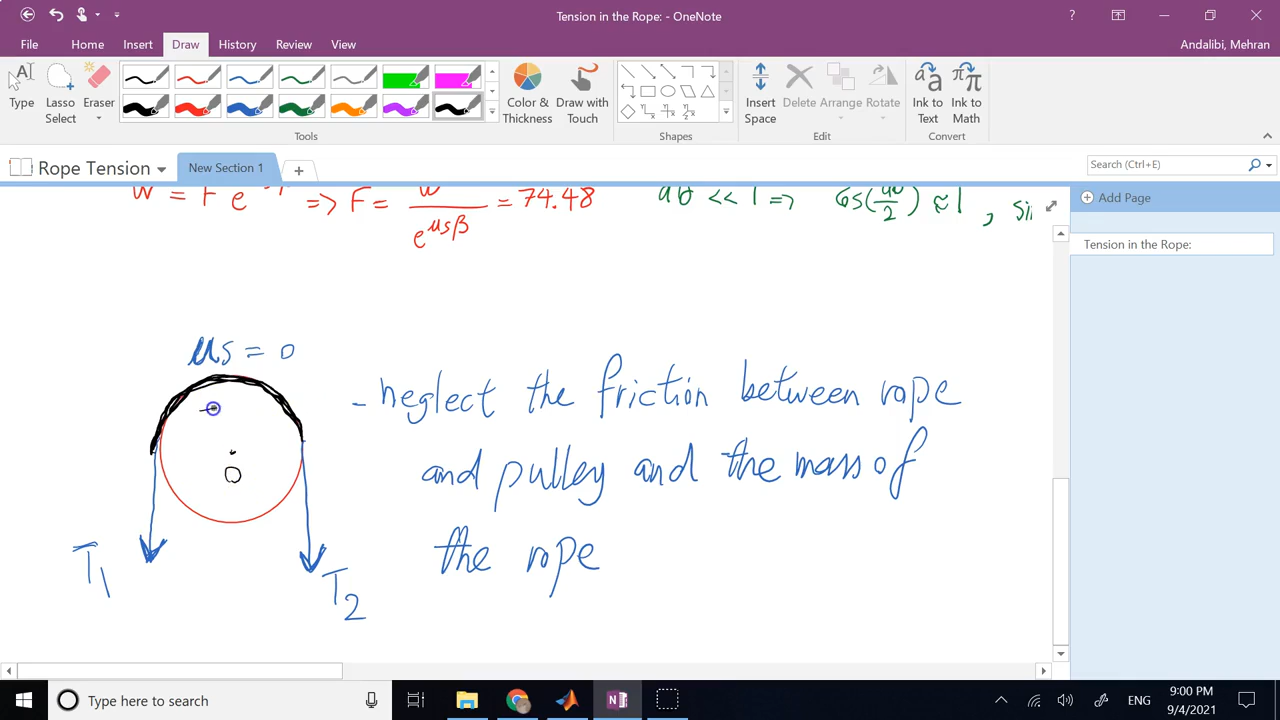 Tension in the Rope: - OneNote
File Home Insert Draw History Review View
Andalibi, Mehran
Type
Lasso Select
Eraser
Color & Thickness
Draw with Touch
Insert Space
Delete
Arrange
Rotate
Ink to Text
Ink to Math
Tools
Shapes
Edit
Convert
Rope Tension
New Section 1
Search (Ctrl+E)
Add Page
Tension in the Rope:
=> F = W / e^μsβ = 74.48
<< 1 => Cos( /2) ≈ 1 ,
μs = 0
- neglect the friction between rope
and pulley and the mass of
the rope
O
T1
T2
Type here to search
ENG
9:00 PM
9/4/2021